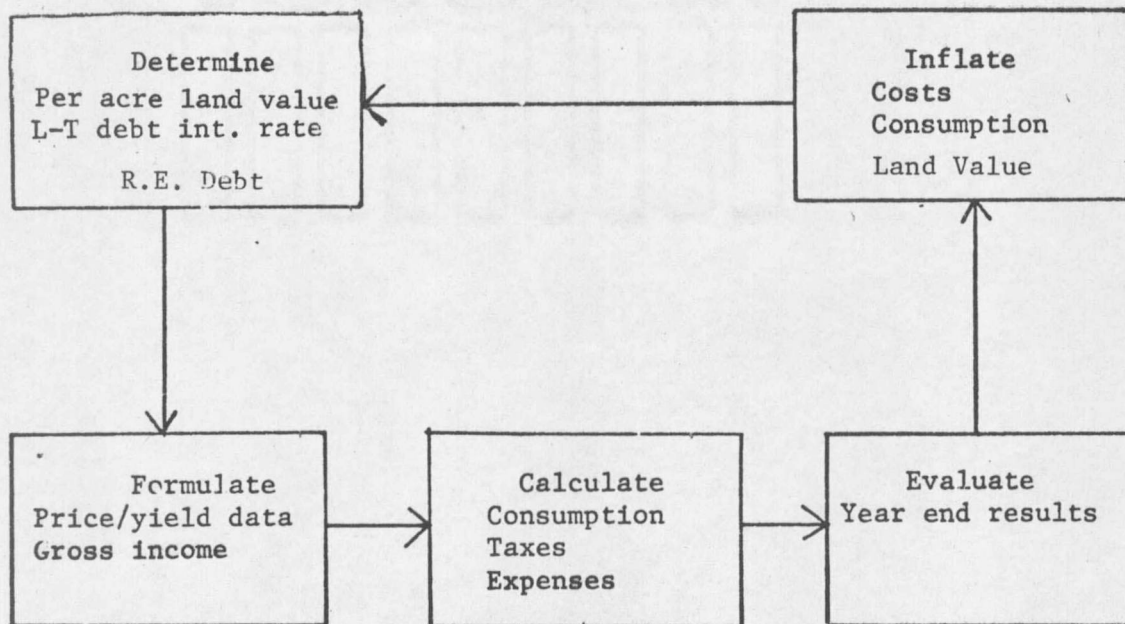 Determine
Per acre land value
L-T debt int. rate
R.E. Debt
Inflate
Costs
Consumption
Land Value
Formulate
Price/yield data
Gross income
Calculate
Consumption
Taxes
Expenses
Evaluate
Year end results